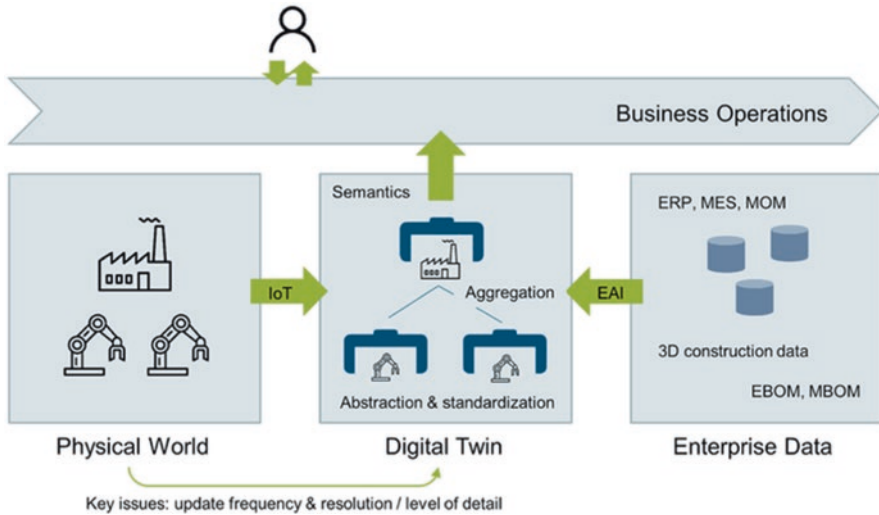 Business Operations
Semantics
ERP, MES, MOM
IoT
Aggregation
EAI
3D construction data
Abstraction & standardization
EBOM, MBOM
Physical World
Digital Twin
Enterprise Data
Key issues: update frequency & resolution / level of detail